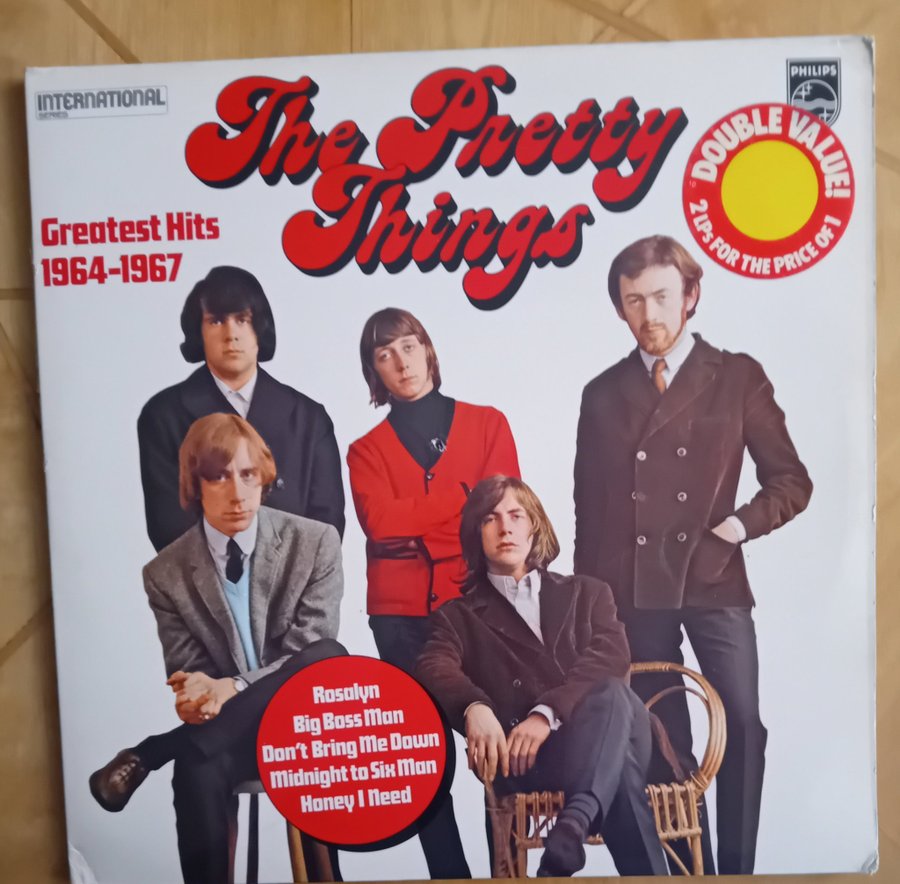 INTERNATIONAL
SERIES
The Pretty
Things
PHILIPS
DOUBLE VALUE!
2 LPs FOR THE PRICE OF 1
Greatest Hits
1964-1967
Rosalyn
Big Boss Man
Don't Bring Me Down
Midnight to Six Man
Honey I Need